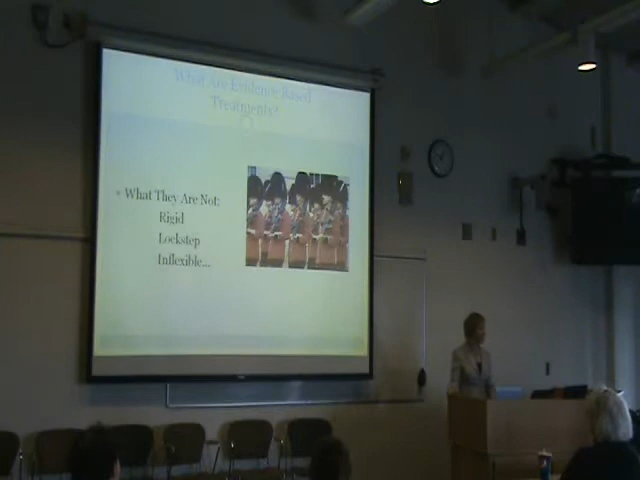 What Are Evidence Based
Treatments?
What They Are Not:
Rigid
Lockstep
Inflexible...